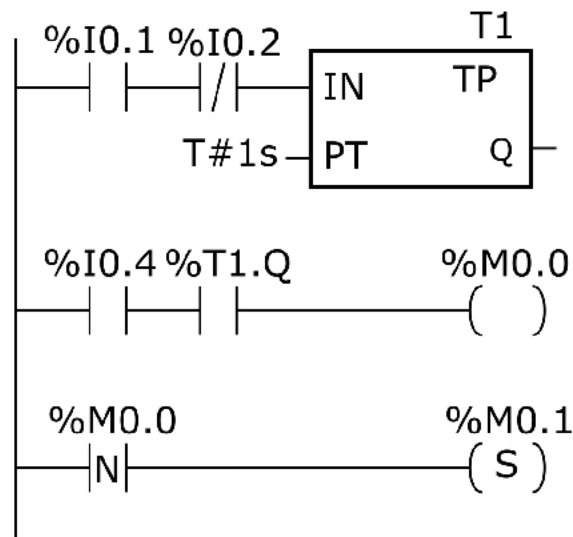 T1
%I0.1 %I0.2
IN TP
T#1s PT Q
%I0.4 %T1.Q %M0.0
%M0.0 %M0.1
N S